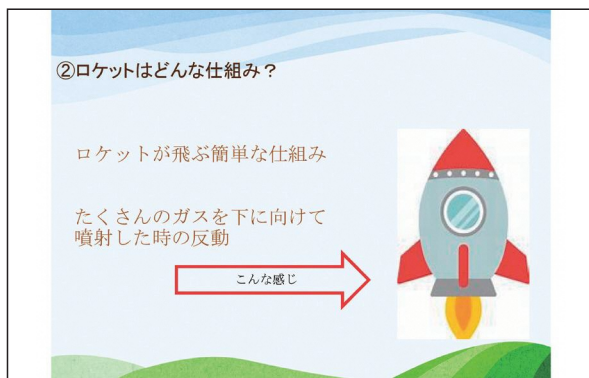 ②ロケットはどんな仕組み？
ロケットが飛ぶ簡単な仕組み
たくさんのガスを下に向けて
噴射した時の反動
こんな感じ